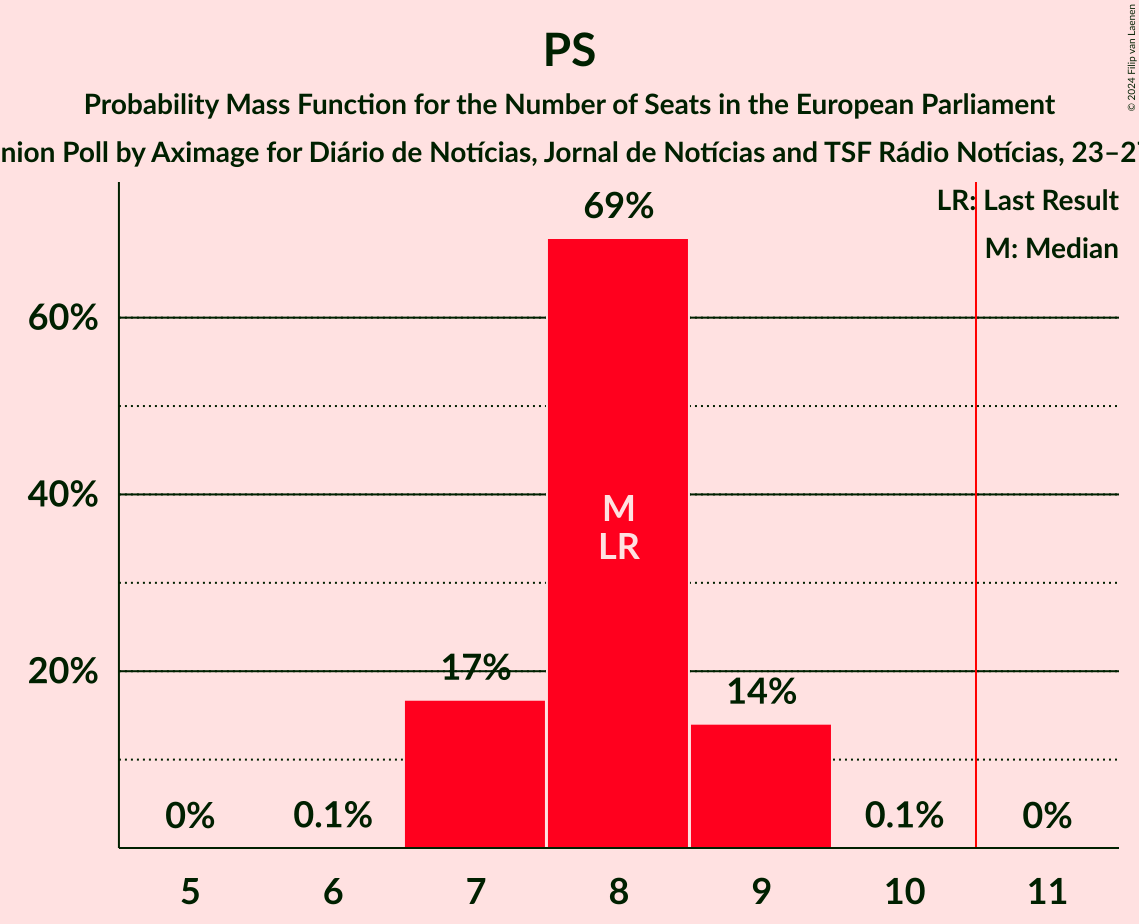 PS
Probability Mass Function for the Number of Seats in the European Parliament
nion Poll by Aximage for Diário de Notícias, Jornal de Notícias and TSF Rádio Notícias, 23–27
© 2024 Filip van Laenen
LR: Last Result
M: Median
69%
60%
40%
M
LR
20%
17%
14%
0%
0.1%
0.1%
0%
5
6
7
8
9
10
11